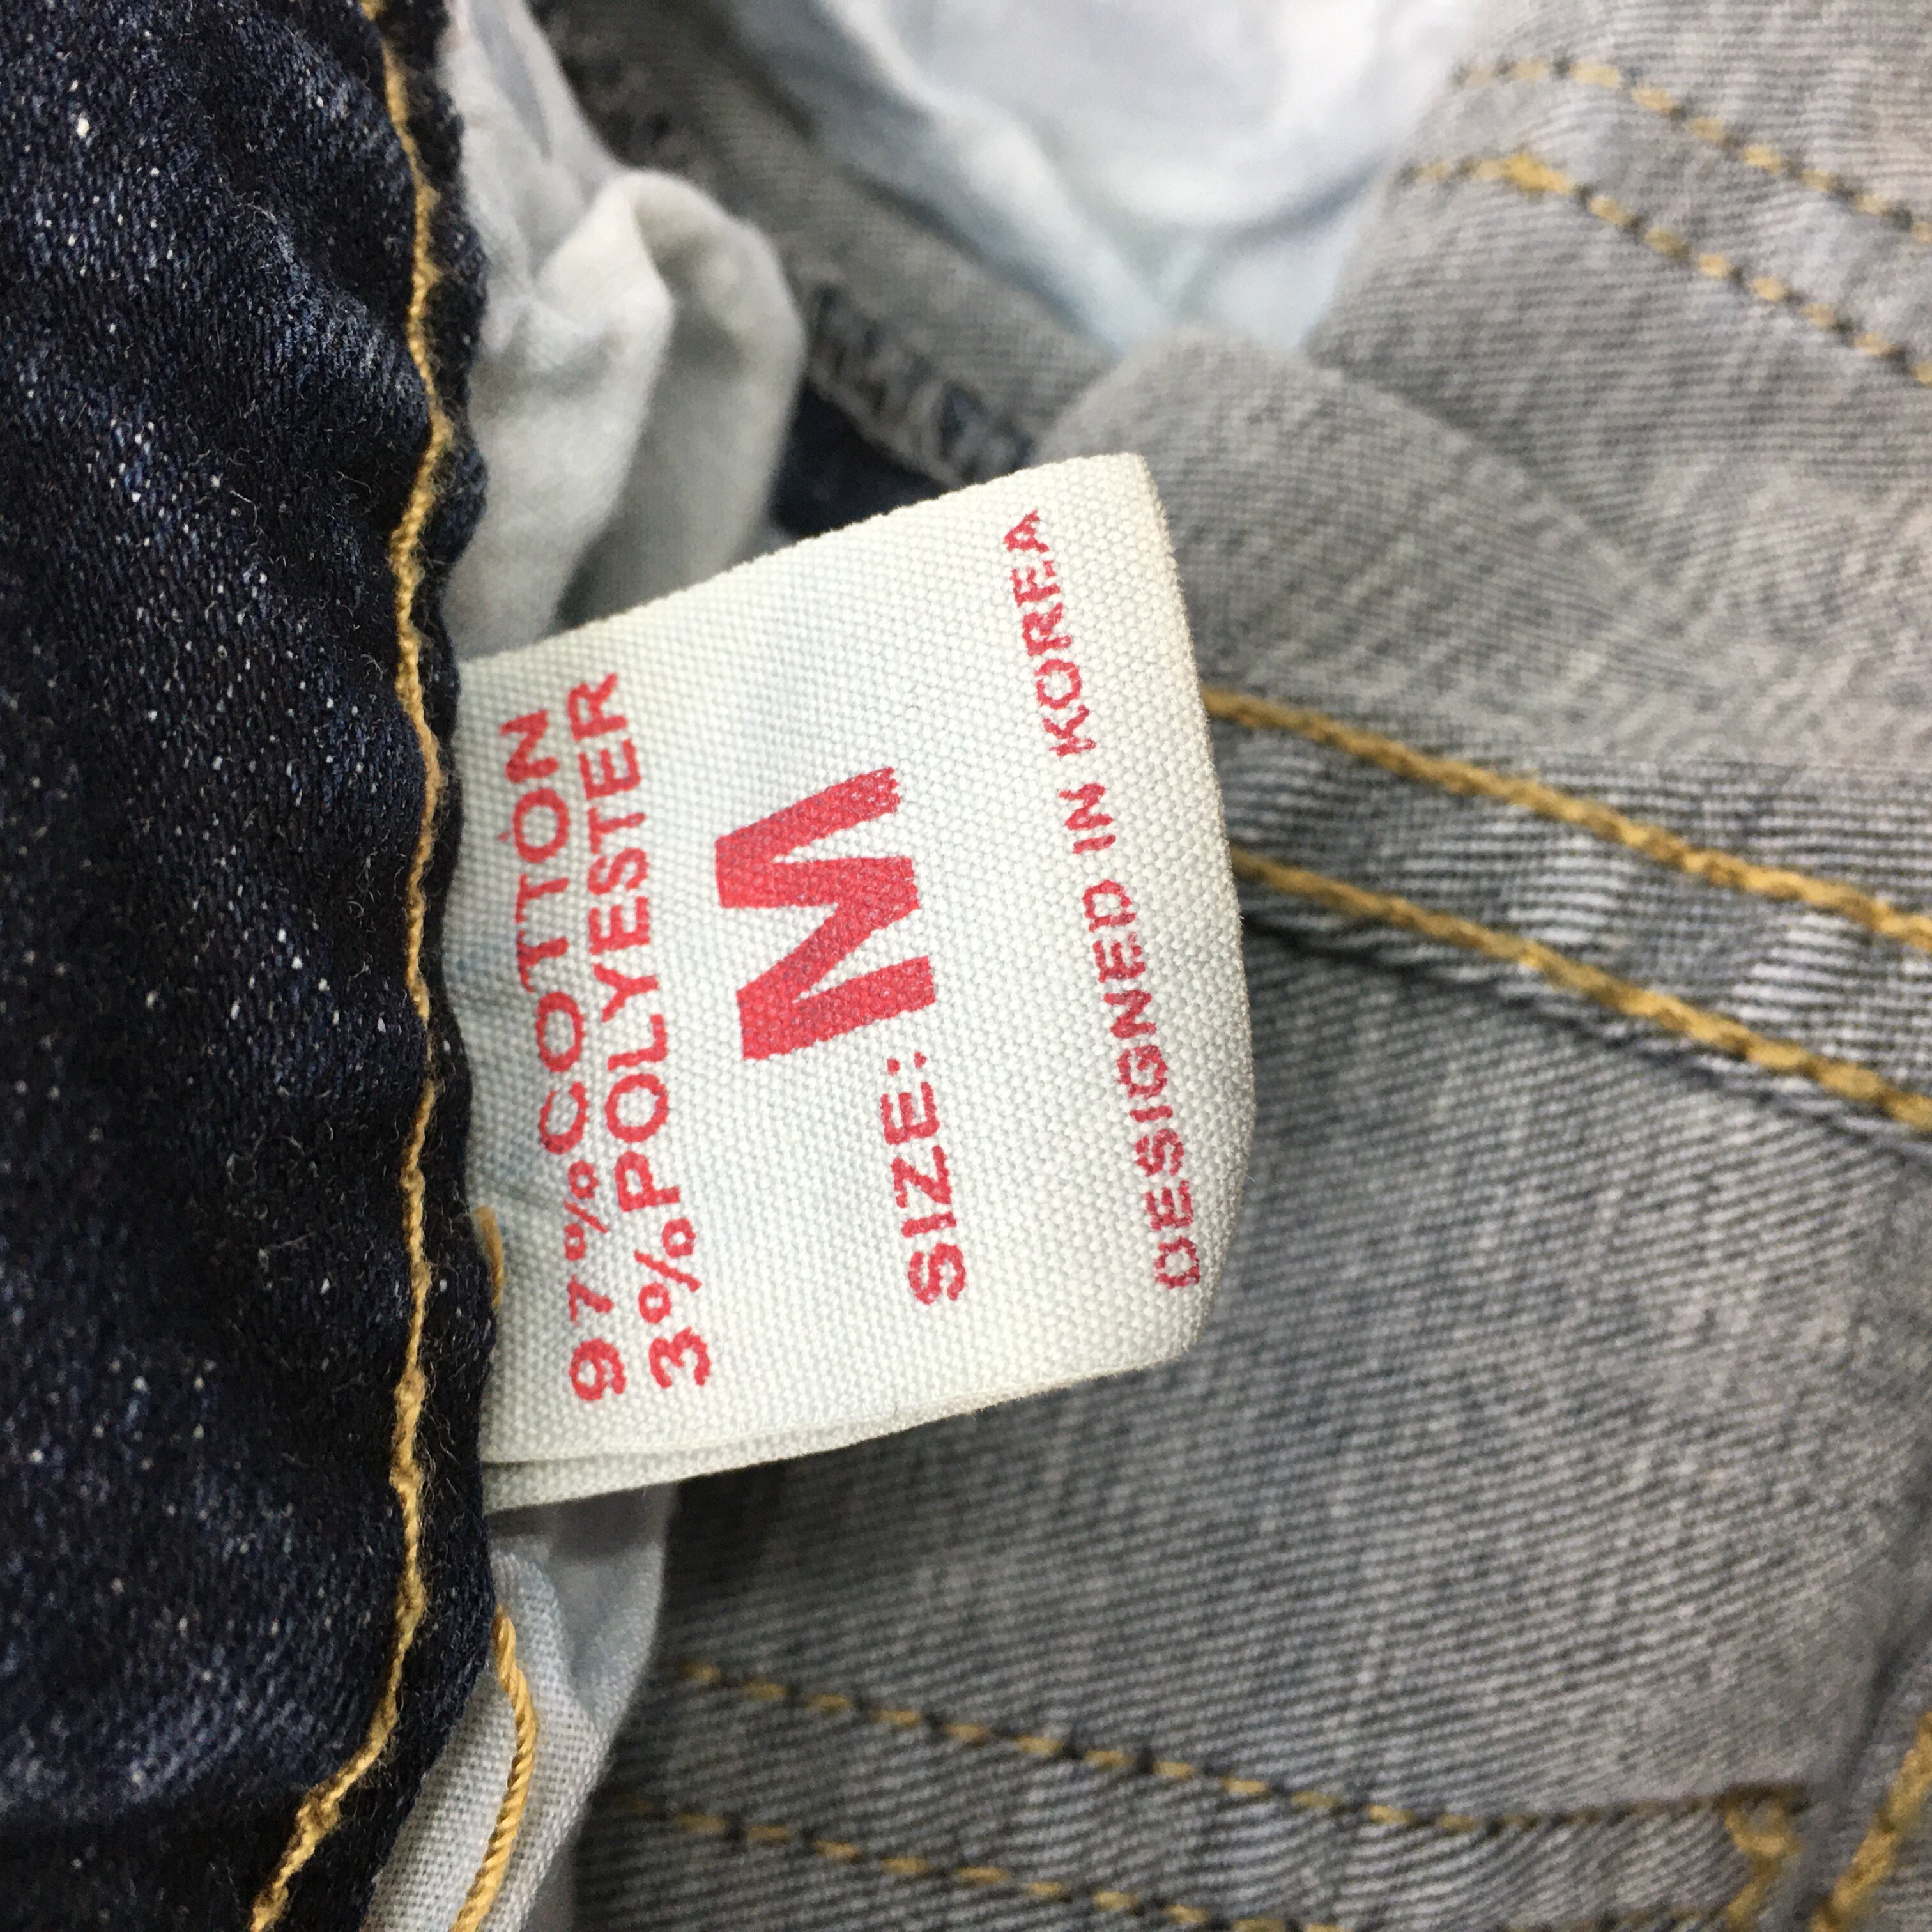 97%COTTON
3%POLYESTER
SIZE: M
DESIGNED IN KOREA